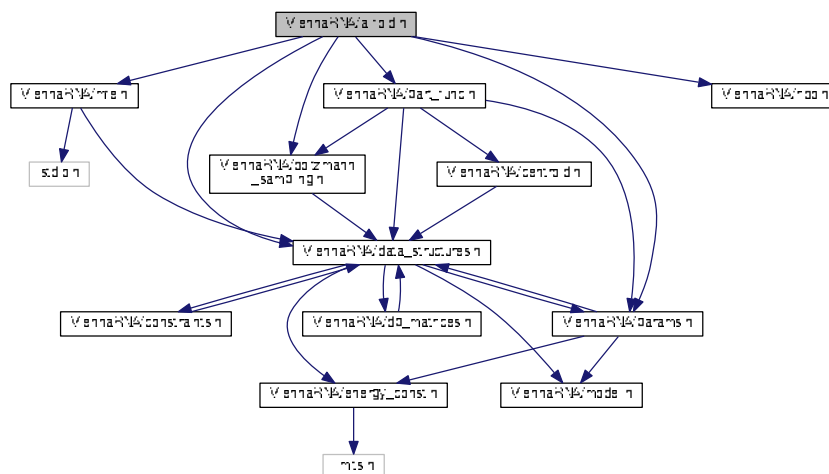 ViennaRNA/alifold.h
ViennaRNA/mfe.h
ViennaRNA/part_func.h
ViennaRNA/ribo.h
stdio.h
ViennaRNA/boltzmann
_sampling.h
ViennaRNA/centroid.h
ViennaRNA/data_structures.h
ViennaRNA/constraints.h
ViennaRNA/dp_matrices.h
ViennaRNA/params.h
ViennaRNA/energy_const.h
ViennaRNA/model.h
limits.h